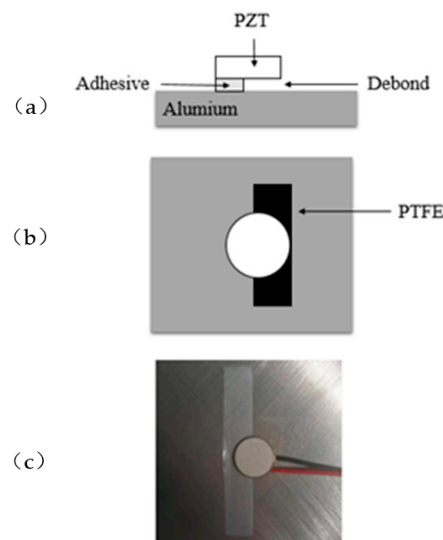 PZT
Adhesive
Debond
(a)
Alumium
(b)
PTFE
(c)